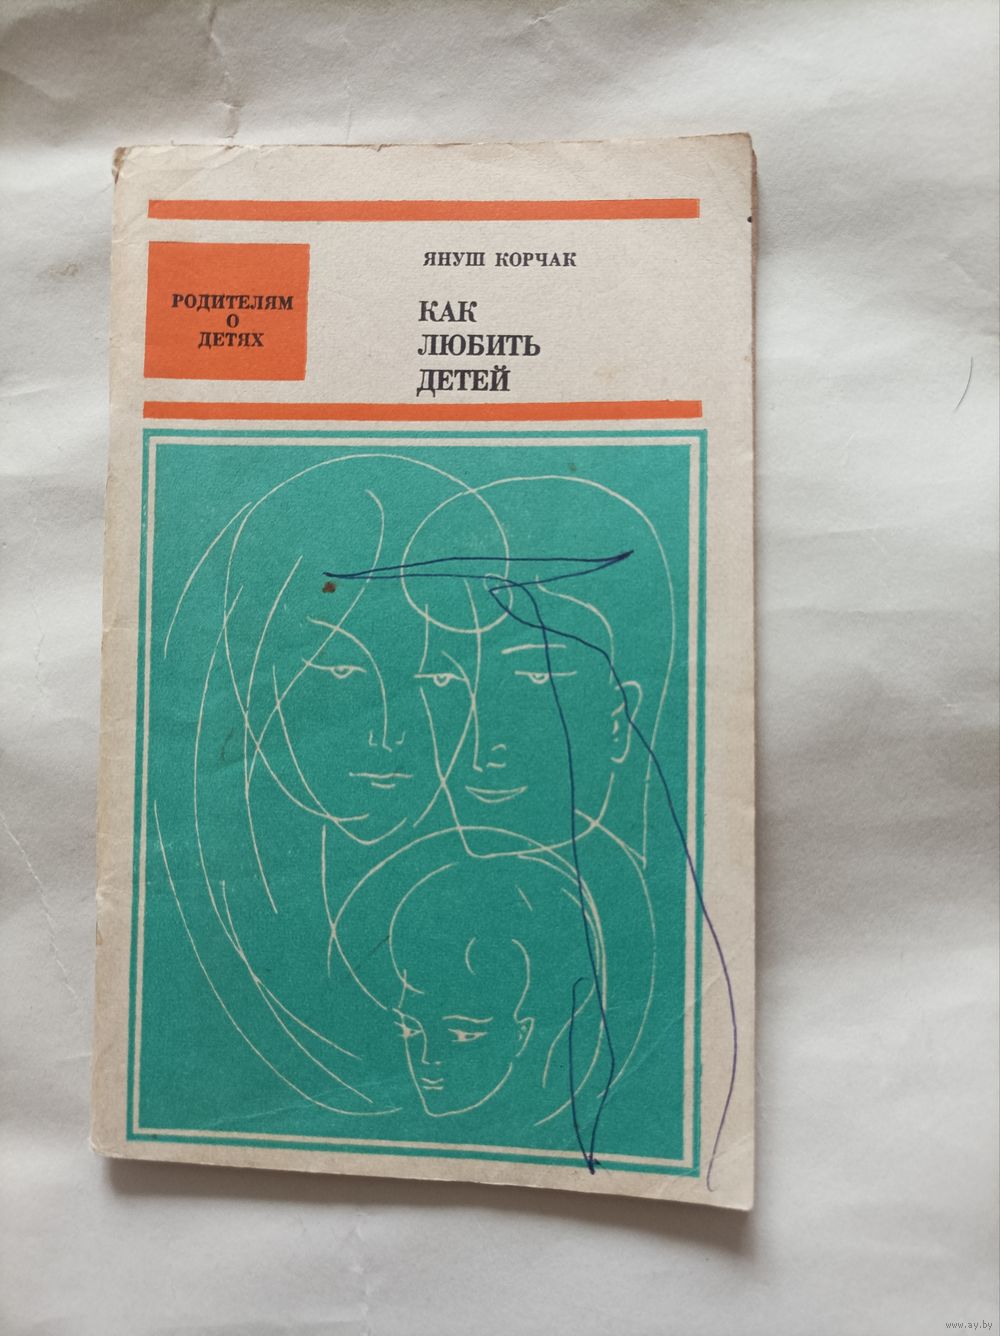 ЯНУШ КОРЧАК
КАК
ЛЮБИТЬ
ДЕТЕЙ
РОДИТЕЛЯМ
О
ДЕТЯХ
www.ay.by